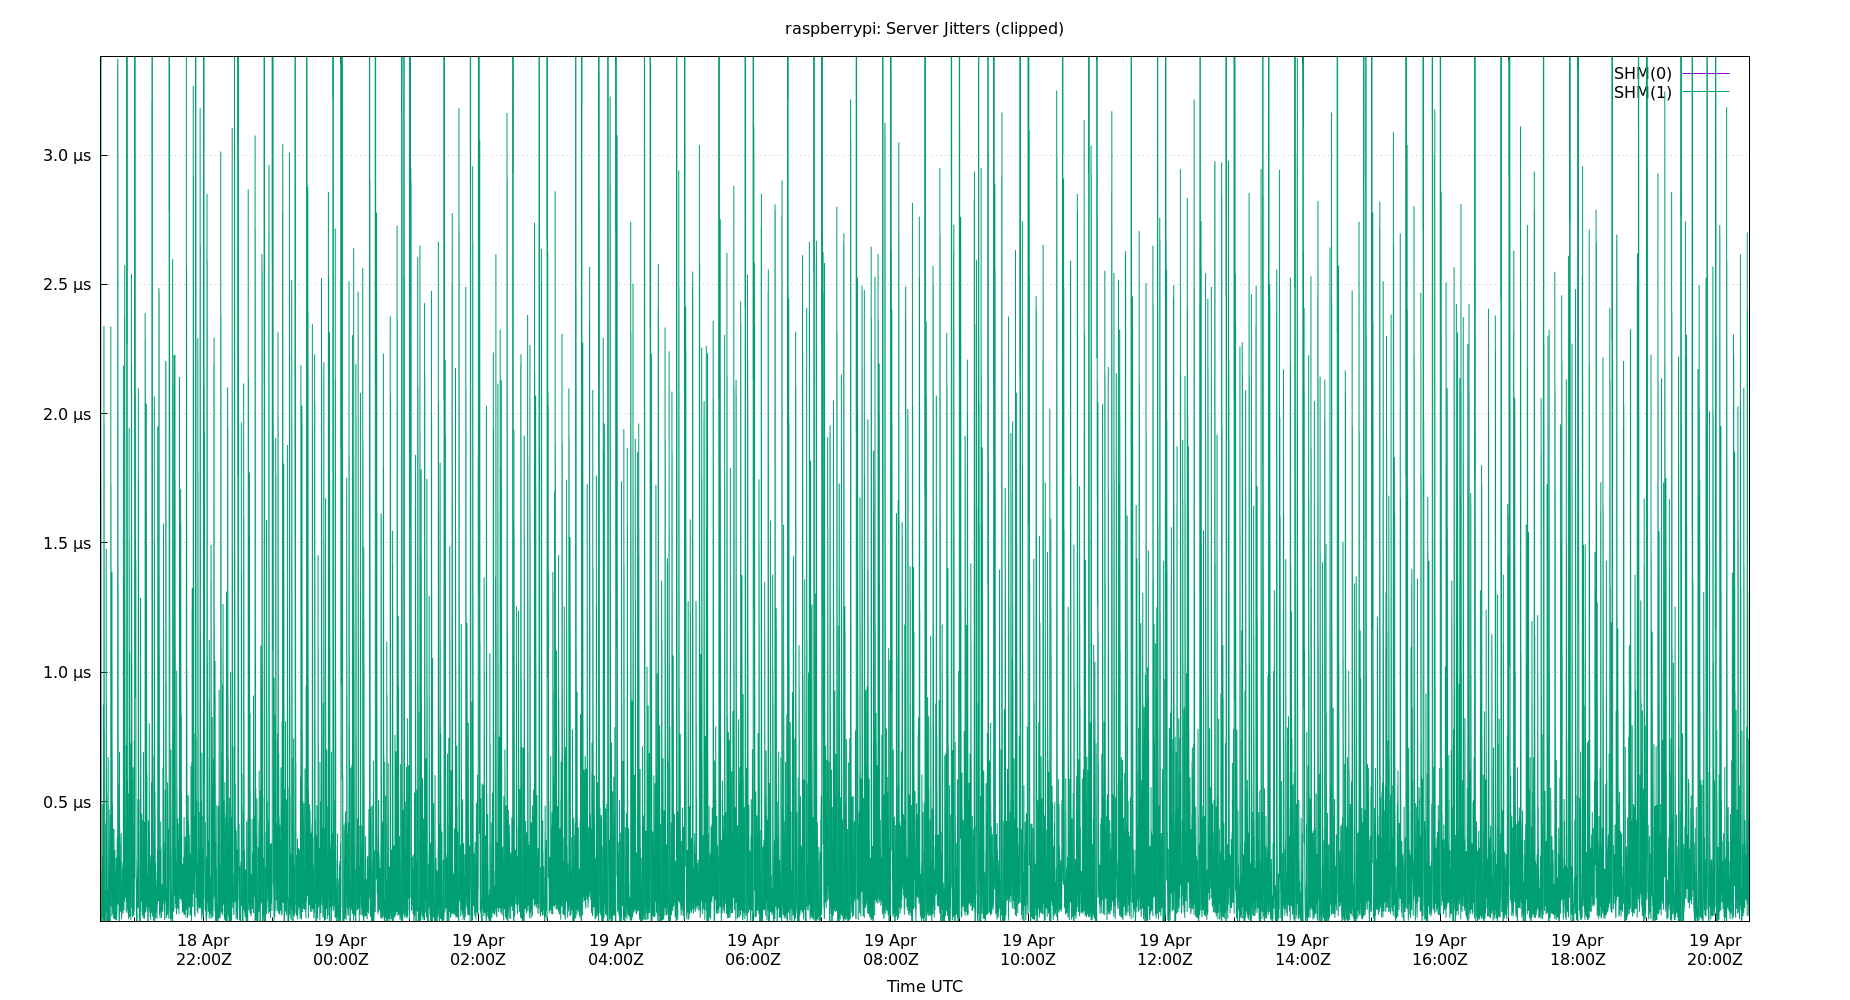 raspberrypi: Server Jitters (clipped)
SHM(0)
SHM(1)
3.0 µs
2.5 µs
2.0 µs
1.5 µs
1.0 µs
0.5 µs
18 Apr 19 Apr 19 Apr 19 Apr 19 Apr 19 Apr 19 Apr 19 Apr 19 Apr 19 Apr 19 Apr 19 Apr
22:00Z 00:00Z 02:00Z 04:00Z 06:00Z 08:00Z 10:00Z 12:00Z 14:00Z 16:00Z 18:00Z 20:00Z
Time UTC